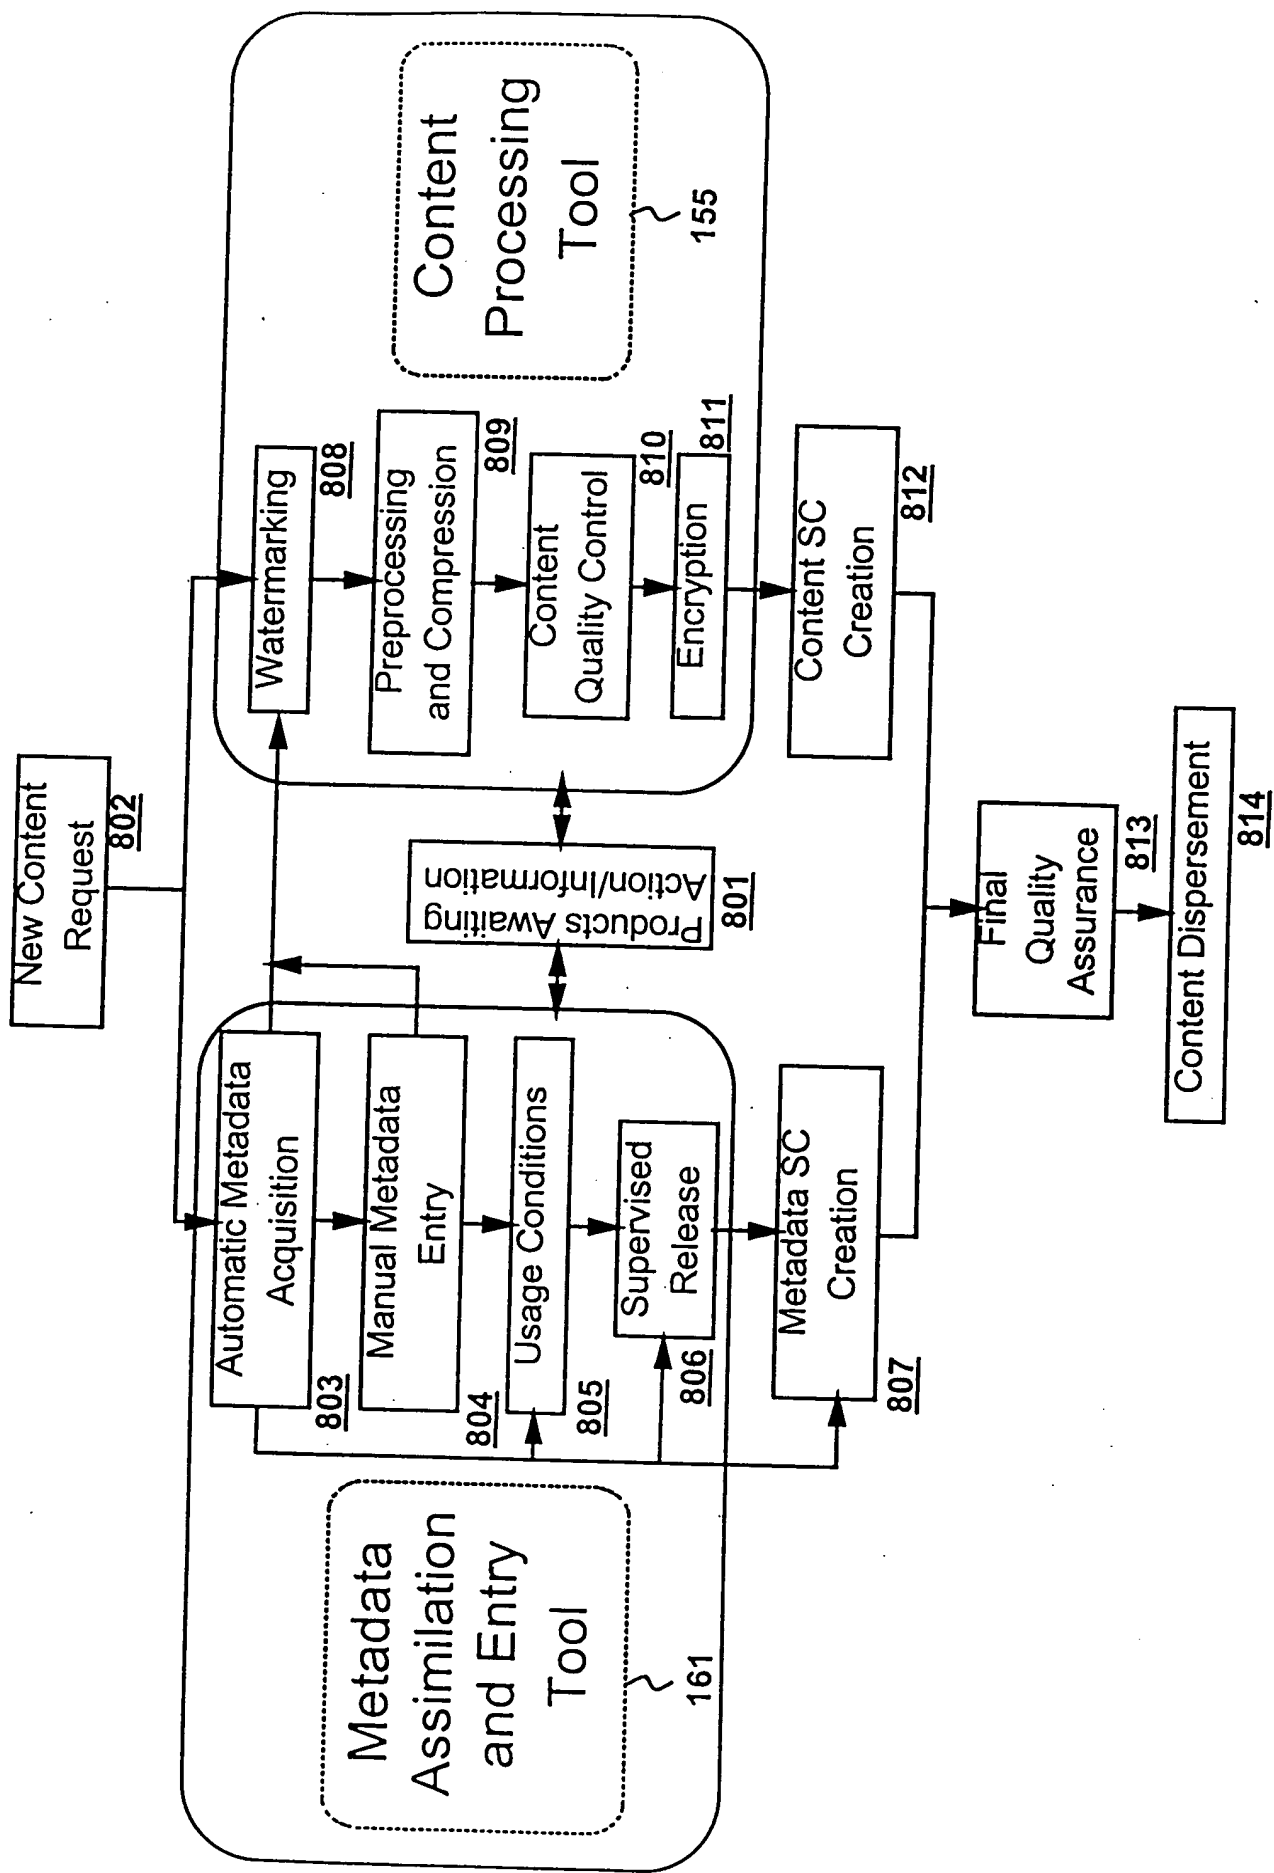 New Content
Request
802
Automatic Metadata
Acquisition
803
Manual Metadata
Entry
804
Usage Conditions
805
Supervised
Release
806
Metadata SC
Creation
807
Metadata
Assimilation
and Entry
Tool
161
Products Awaiting
Action/Information
801
Watermarking
808
Preprocessing
and Compression
809
Content
Quality Control
810
Encryption
811
Content SC
Creation
812
Content
Processing
Tool
155
Final
Quality
Assurance
813
Content Dispersement
814